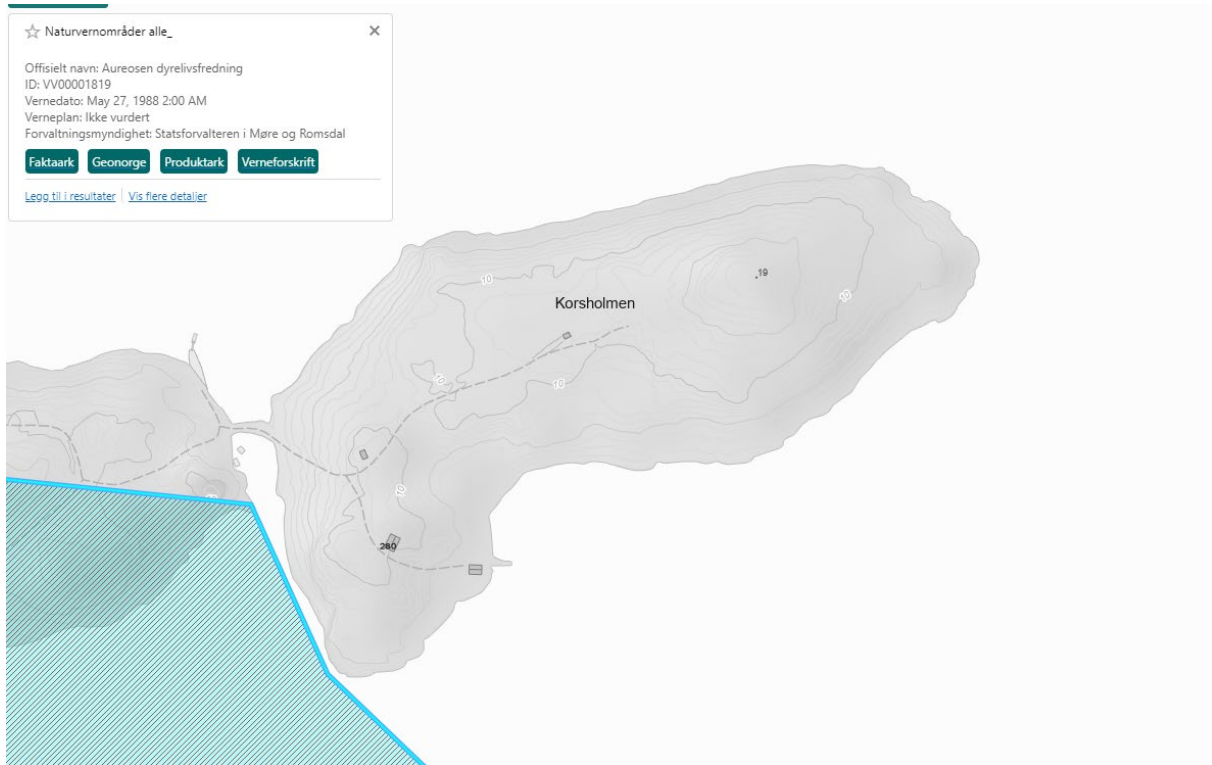 Naturvernområder alle_
Offisielt navn: Aureosen dyrelivsfredning
ID: VV00001819
Vernedato: May 27, 1988 2:00 AM
Verneplan: Ikke vurdert
Forvaltningsmyndighet: Statsforvalteren i Møre og Romsdal
Faktaark Geonorge Produktark Verneforskrift
Legg til i resultater Vis flere detaljer
19
10
10
Korsholmen
10
10
10
260